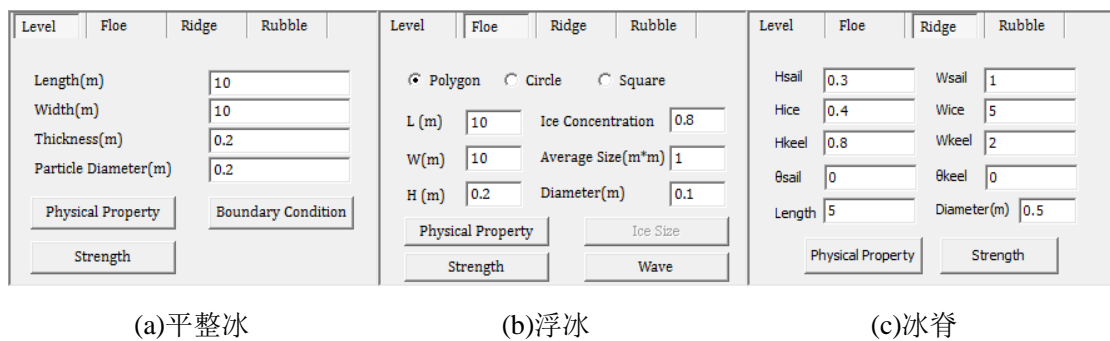 Level Floe Ridge Rubble
Length(m) 10
Width(m) 10
Thickness(m) 0.2
Particle Diameter(m) 0.2
Physical Property Boundary Condition
Strength
(a)平整冰
Level Floe Ridge Rubble
Polygon Circle Square
L (m) 10 Ice Concentration 0.8
W(m) 10 Average Size(m*m) 1
H (m) 0.2 Diameter(m) 0.1
Physical Property Ice Size
Strength Wave
(b)浮冰
Level Floe Ridge Rubble
Hsail 0.3 Wsail 1
Hice 0.4 Wice 5
Hkeel 0.8 Wkeel 2
θsail 0 θkeel 0
Length 5 Diameter(m) 0.5
Physical Property Strength
(c)冰脊